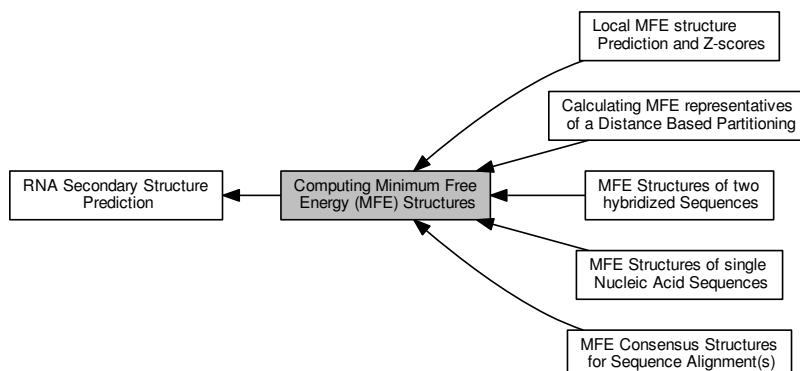 Local MFE structure
Prediction and Z-scores
Calculating MFE representatives
of a Distance Based Partitioning
RNA Secondary Structure
Prediction
Computing Minimum Free
Energy (MFE) Structures
MFE Structures of two
hybridized Sequences
MFE Structures of single
Nucleic Acid Sequences
MFE Consensus Structures
for Sequence Alignment(s)